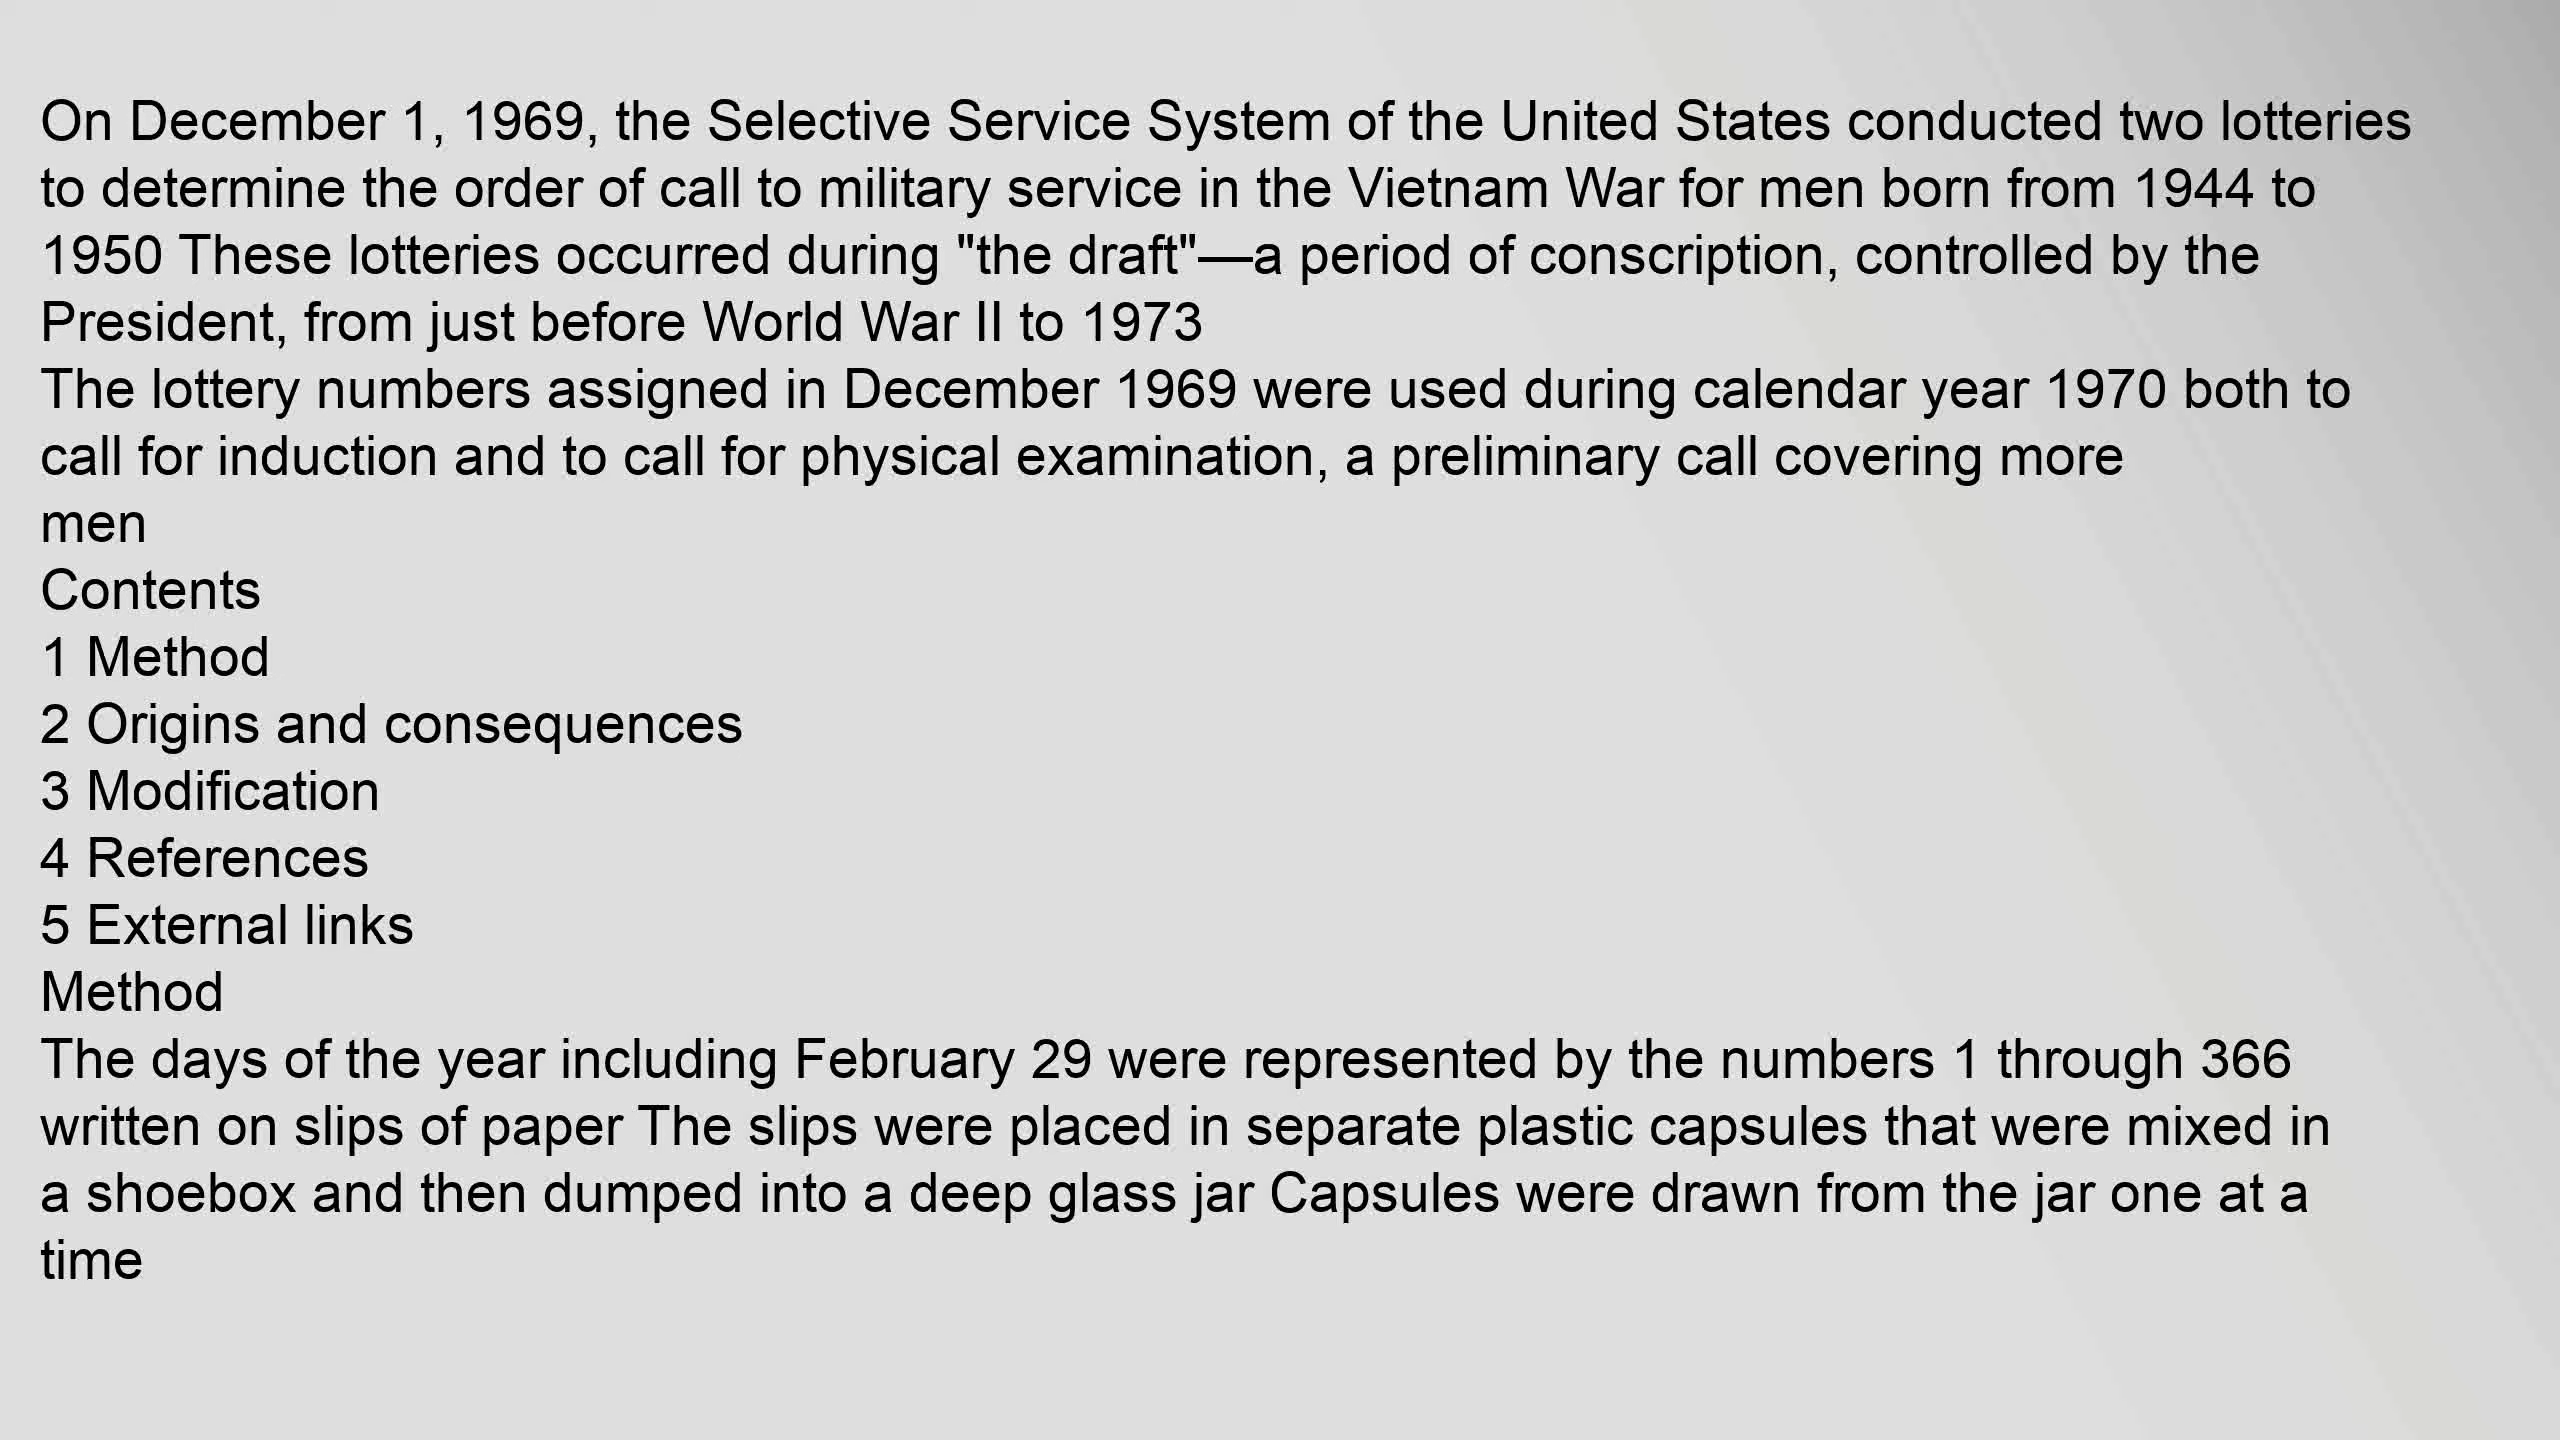 On December 1, 1969, the Selective Service System of the United States conducted two lotteries
to determine the order of call to military service in the Vietnam War for men born from 1944 to
1950 These lotteries occurred during "the draft"—a period of conscription, controlled by the
President, from just before World War II to 1973
The lottery numbers assigned in December 1969 were used during calendar year 1970 both to
call for induction and to call for physical examination, a preliminary call covering more
men
Contents
1 Method
2 Origins and consequences
3 Modification
4 References
5 External links
Method
The days of the year including February 29 were represented by the numbers 1 through 366
written on slips of paper The slips were placed in separate plastic capsules that were mixed in
a shoebox and then dumped into a deep glass jar Capsules were drawn from the jar one at a
time